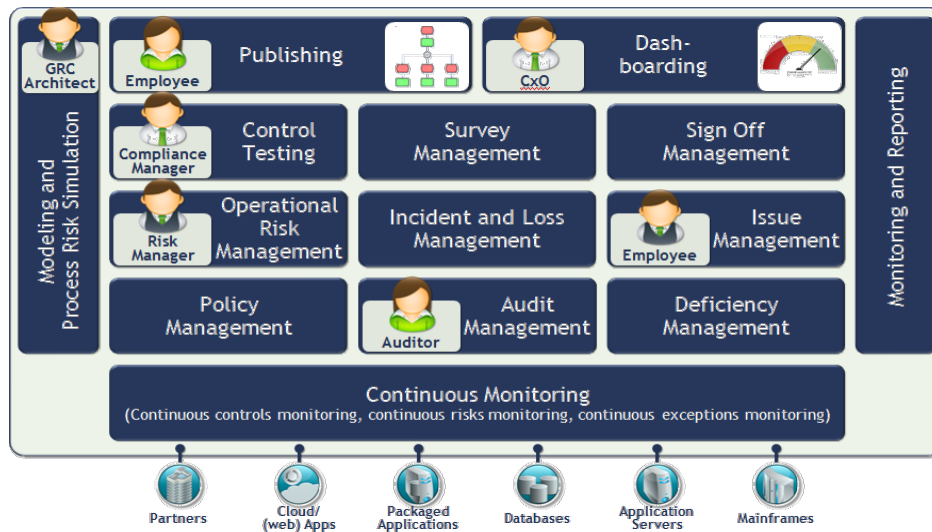 GRC
Architect
Modeling and
Process Risk Simulation
Employee
Publishing
CxO
Dash-
boarding
Monitoring and Reporting
Compliance
Manager
Control
Testing
Survey
Management
Sign Off
Management
Risk
Manager
Operational
Risk
Management
Incident and Loss
Management
Employee
Issue
Management
Policy
Management
Auditor
Audit
Management
Deficiency
Management
Continuous Monitoring
(Continuous controls monitoring, continuous risks monitoring, continuous exceptions monitoring)
Partners
Cloud/
(web) Apps
Packaged
Applications
Databases
Application
Servers
Mainframes